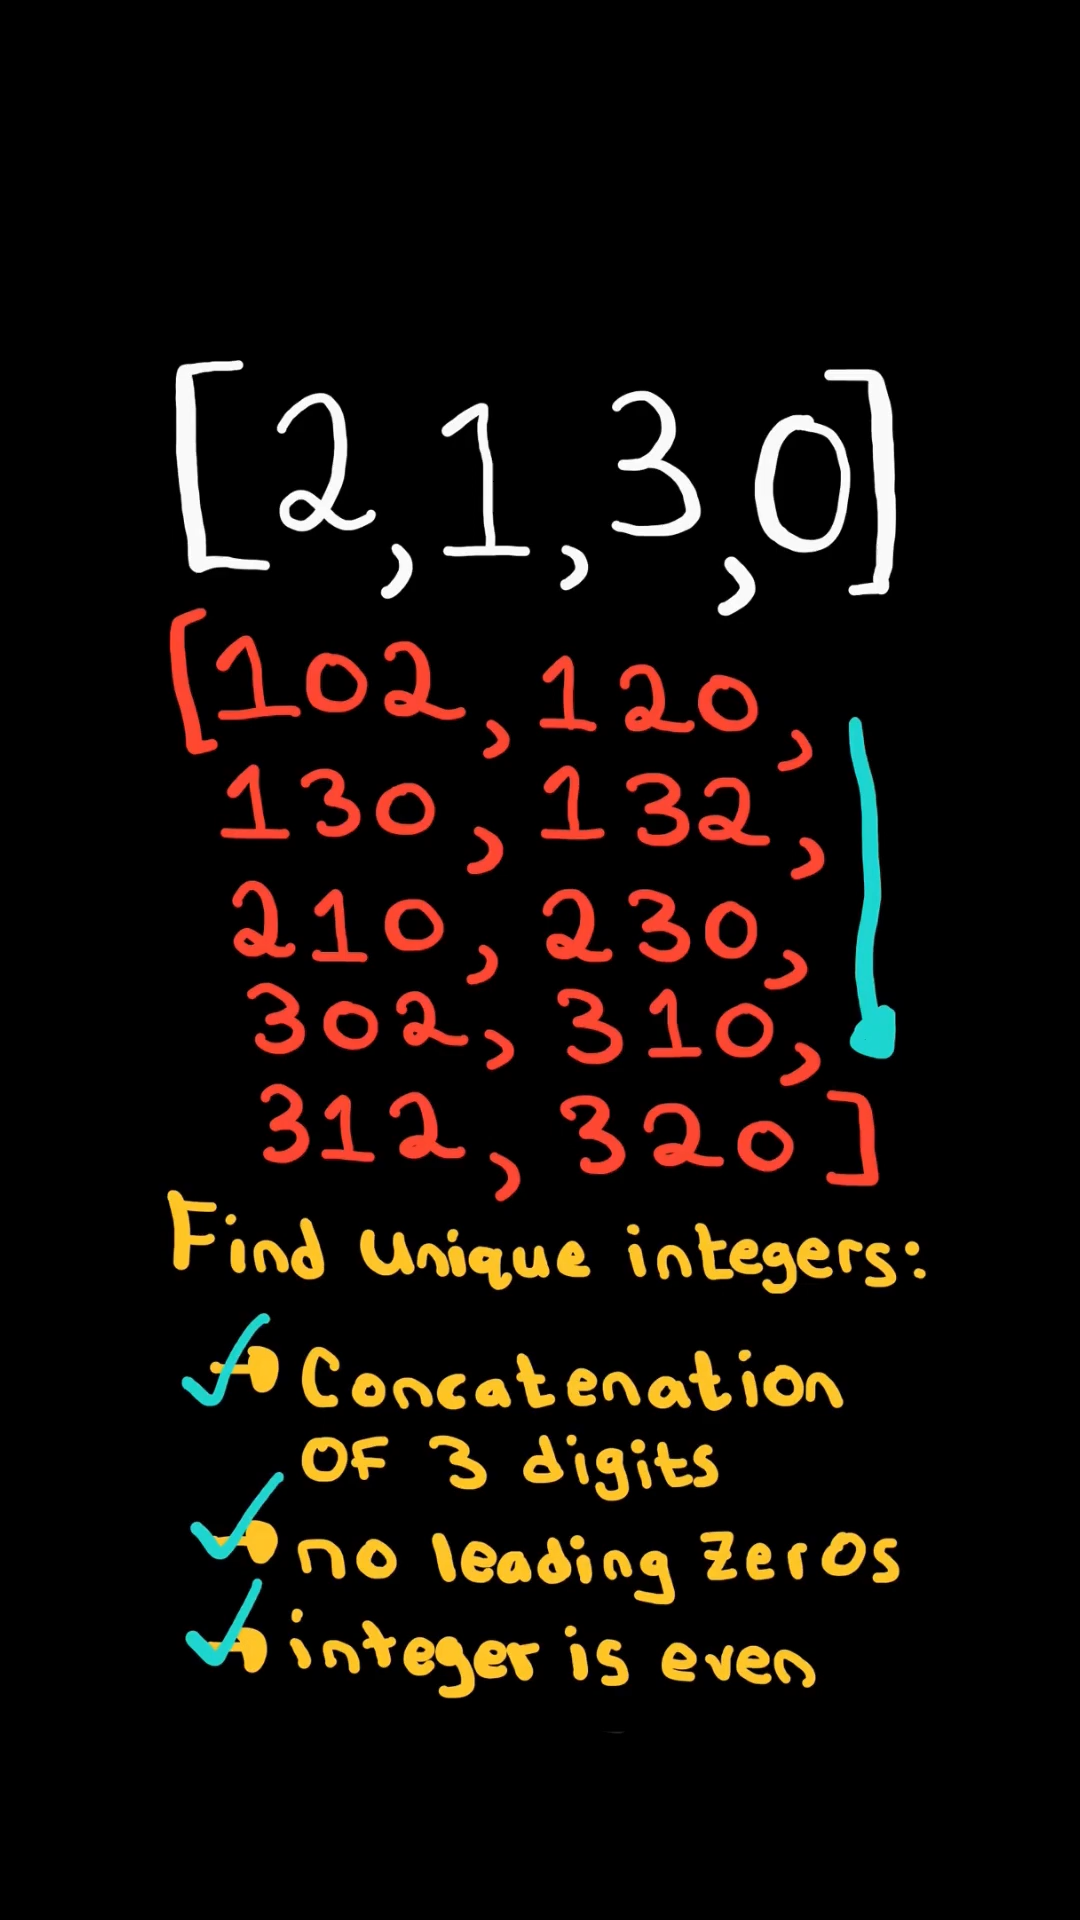 [2,1,3,0]
[102,120,
130,132,
210,230,
302,310,
312,320]
Find unique integers:
Concatenation
OF 3 digits
no leading zeros
integer is even